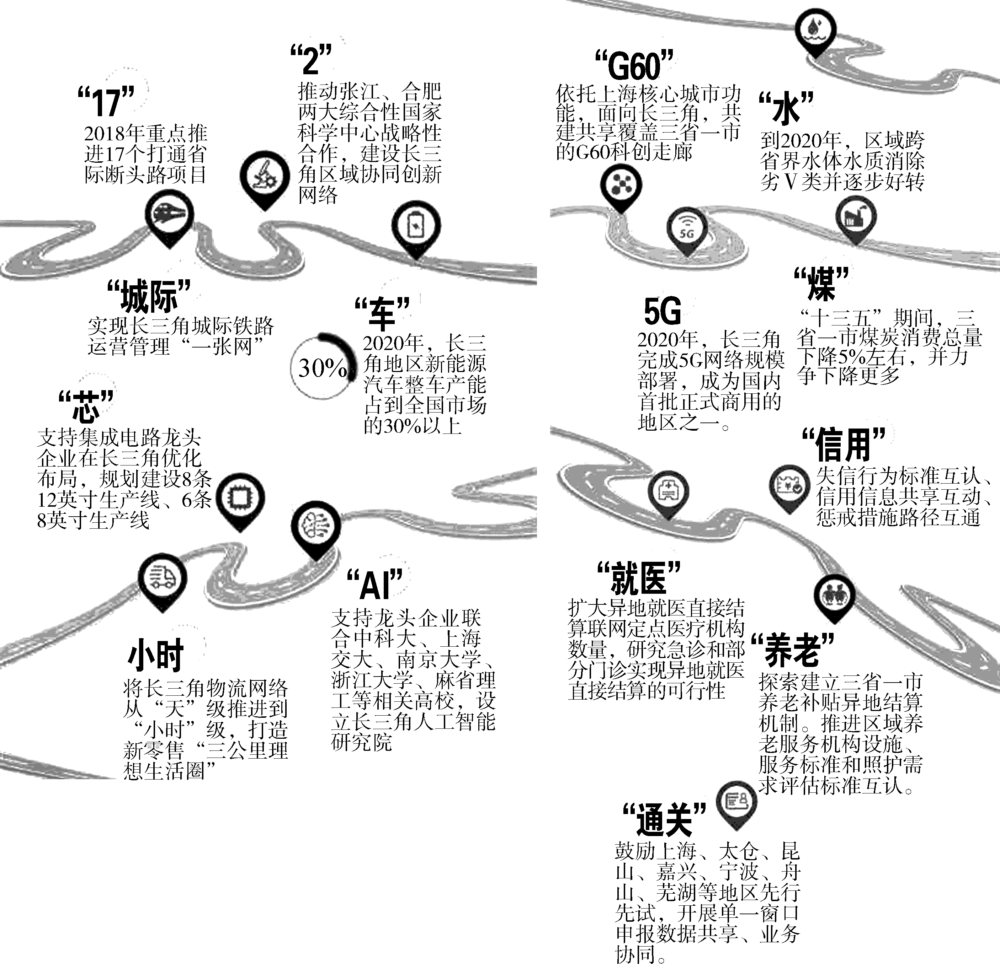 “17”
2018年重点推
进17个打通省
际断头路项目
“2”
推动张江、合肥
两大综合性国家
科学中心战略性
合作，建设长三
角区域协同创新
网络
“城际”
实现长三角城际铁路
运营管理“一张网”
“车”
30%
2020年，长三
角地区新能源
汽车整车产能
占到全国市场
的30%以上
“芯”
支持集成电路龙头
企业在长三角优化
布局，规划建设8条
12英寸生产线、6条
8英寸生产线
小时
将长三角物流网络
从“天”级推进到
“小时”级，打造
新零售“三公里理
想生活圈”
“AI”
支持龙头企业联
合中科大、上海
交大、南京大学、
浙江大学、麻省理
工等相关高校，设
立长三角人工智能
研究院
“G60”
依托上海核心城市功
能，面向长三角，共
建共享覆盖三省一市
的G60科创走廊
“水”
到2020年，区域跨
省界水体水质消除
劣Ⅴ类并逐步好转
5G
5G
2020年，长三角
完成5G网络规模
部署，成为国内
首批正式商用的
地区之一。
“煤”
“十三五”期间，三
省一市煤炭消费总量
下降5%左右，并力
争下降更多
“信用”
失信行为标准互认、
信用信息共享互动、
惩戒措施路径互通
“就医”
扩大异地就医直接结
算联网定点医疗机构
数量，研究急诊和部
分门诊实现异地就医
直接结算的可行性
“养老”
探索建立三省一市
养老补贴异地结算
机制。推进区域养
老服务机构设施、
服务标准和照护需
求评估标准互认。
“通关”
鼓励上海、太仓、昆
山、嘉兴、宁波、舟
山、芜湖等地区先行
先试，开展单一窗口
申报数据共享、业务
协同。